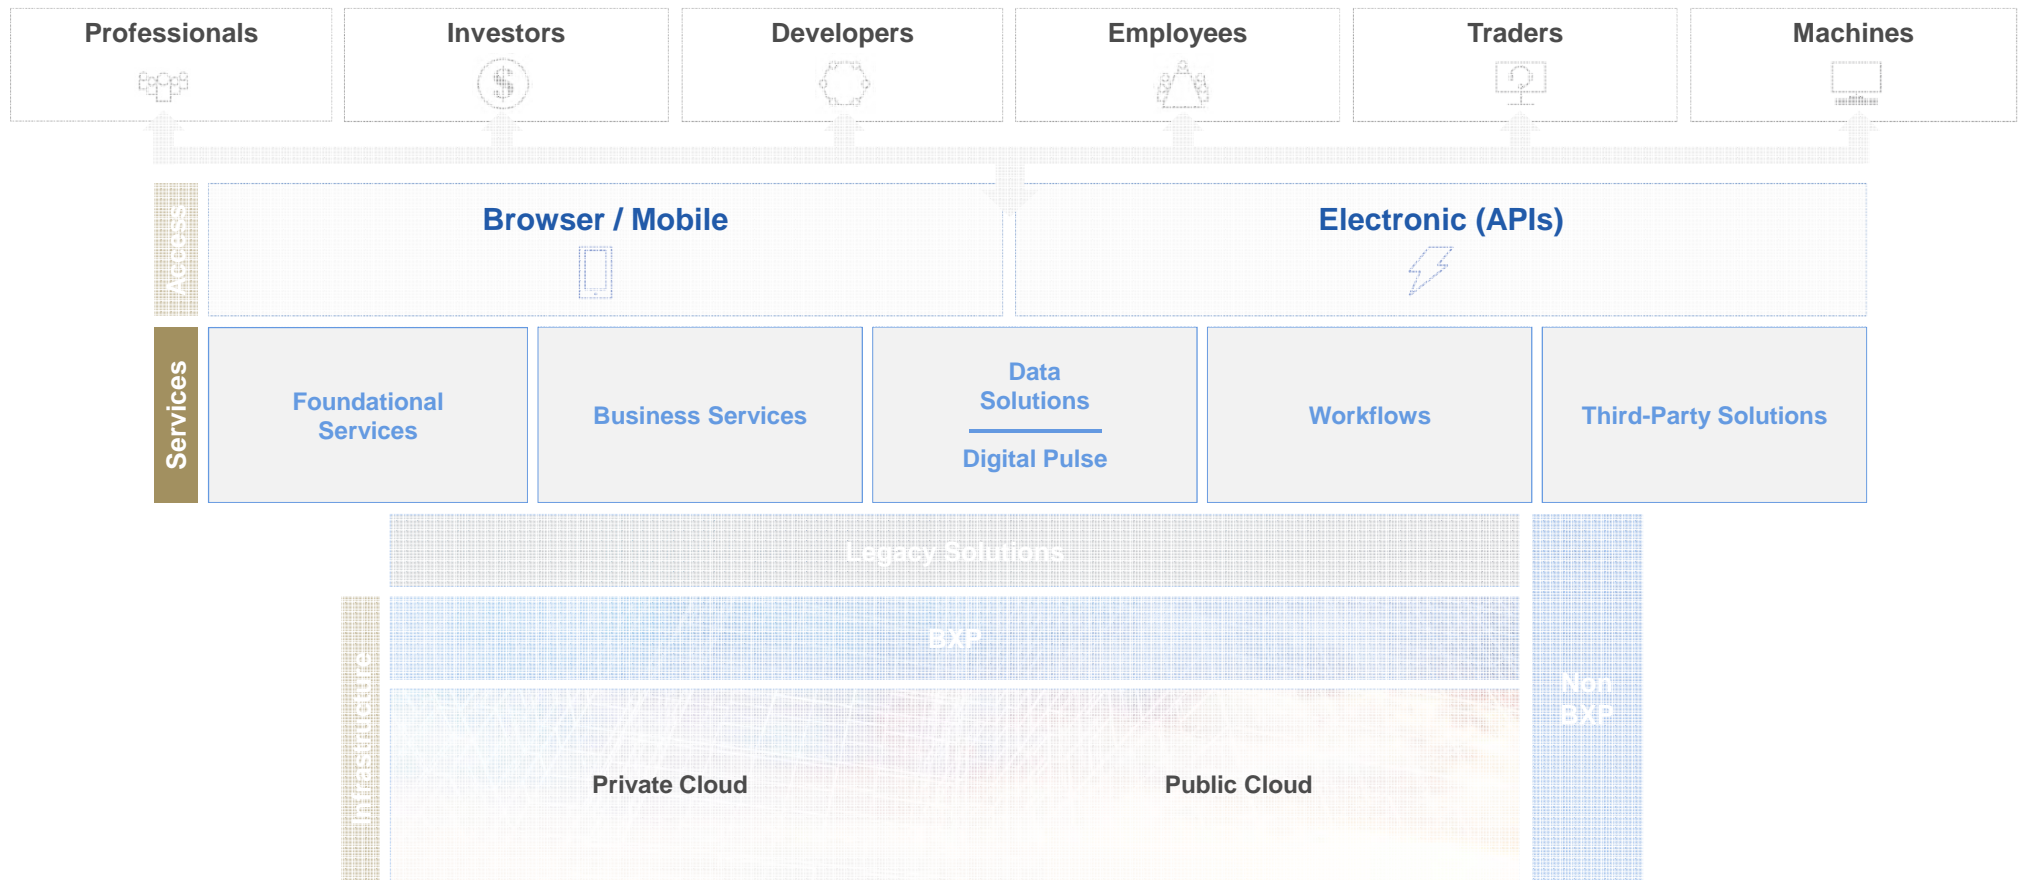 Professionals
Investors
Developers
Employees
Traders
Machines
Access
Browser / Mobile
Electronic (APIs)
Services
Foundational
Services
Business Services
Data
Solutions
Digital Pulse
Workflows
Third-Party Solutions
Legacy Solutions
Infrastructure
BXP
Non
BXP
Private Cloud
Public Cloud